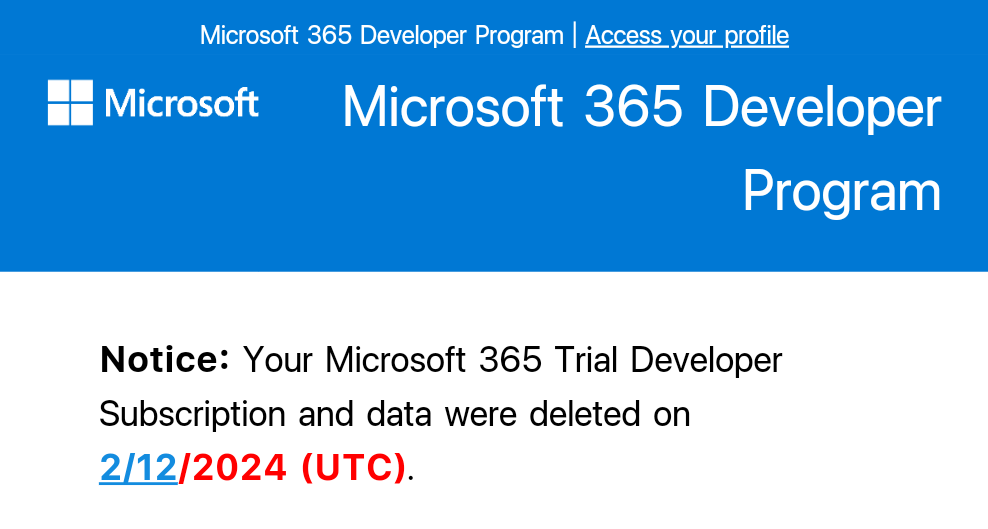 Microsoft 365 Developer Program | Access your profile
Microsoft
Microsoft 365 Developer
Program
Notice: Your Microsoft 365 Trial Developer
Subscription and data were deleted on
2/12/2024 (UTC).